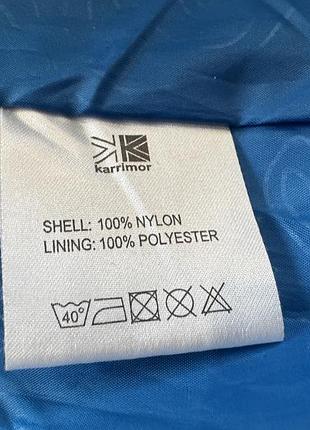 karrimor
SHELL: 100% NYLON
LINING: 100% POLYESTER
40°